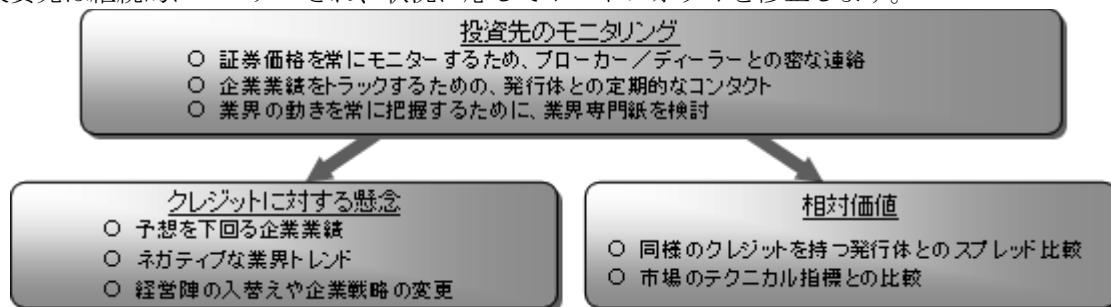 投資先のモニタリング
○ 証券価格を常にモニターするため、ブローカー／ディーラーとの密な連絡
○ 企業業績をトラックするための、発行体との定期的なコンタクト
○ 業界の動きを常に把握するために、業界専門紙を検討
クレジットに対する懸念
○ 予想を下回る企業業績
○ ネガティブな業界トレンド
○ 経営陣の入替えや企業戦略の変更
相対価値
○ 同様のクレジットを持つ発行体とのスプレッド比較
○ 市場のテクニカル指標との比較